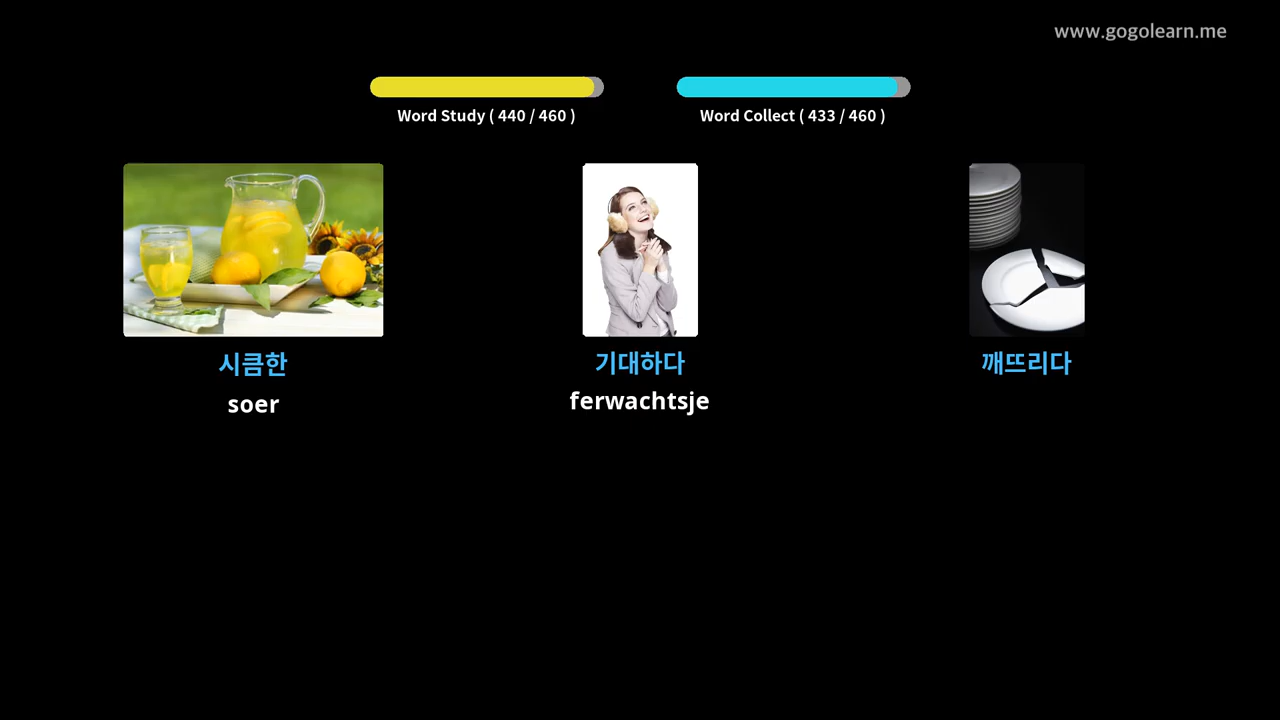 www.gogolearn.me
Word Study ( 440 / 460 )
Word Collect ( 433 / 460 )
시큼한
기대하다
깨뜨리다
soer
ferwachtsje